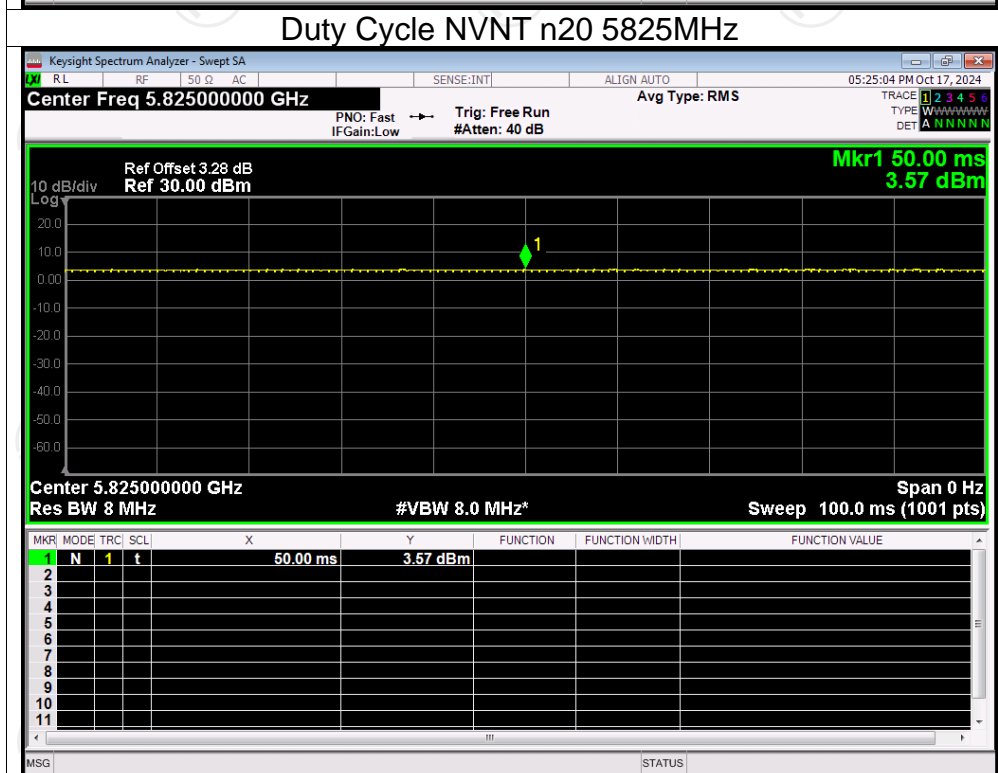 Duty Cycle NVNT n20 5825MHz
Keysight Spectrum Analyzer - Swept SA
LXI RL RF 50 Ω AC SENSE:INT ALIGN AUTO 05:25:04 PM Oct 17, 2024
Center Freq 5.825000000 GHz Avg Type: RMS TRACE 1 2 3 4 5 6
PNO: Fast Trig: Free Run TYPE WWWWWW
IFGain:Low #Atten: 40 dB DET A N N N N N
Mkr1 50.00 ms
Ref Offset 3.28 dB
10 dB/div Ref 30.00 dBm 3.57 dBm
Log
20.0
10.0
1
0.00
-10.0
-20.0
-30.0
-40.0
-50.0
-60.0
Center 5.825000000 GHz Span 0 Hz
Res BW 8 MHz #VBW 8.0 MHz* Sweep 100.0 ms (1001 pts)
MKR MODE TRC SCL X Y FUNCTION FUNCTION WIDTH FUNCTION VALUE
1 N 1 t 50.00 ms 3.57 dBm
2
3
4
5
6
7
8
9
10
11
MSG STATUS